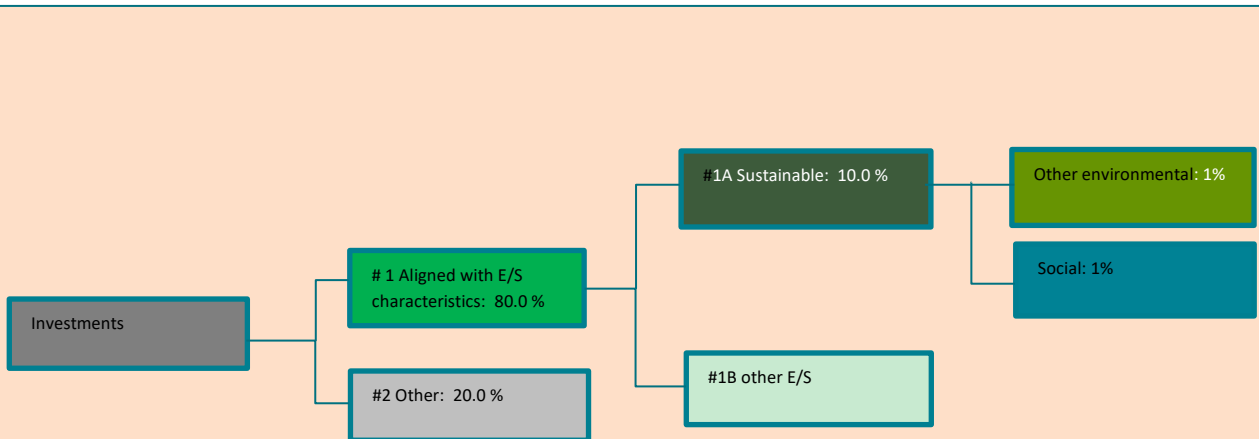 #1A Sustainable: 10.0 %
Other environmental: 1%
# 1 Aligned with E/S
characteristics: 80.0 %
Social: 1%
Investments
#2 Other: 20.0 %
#1B other E/S